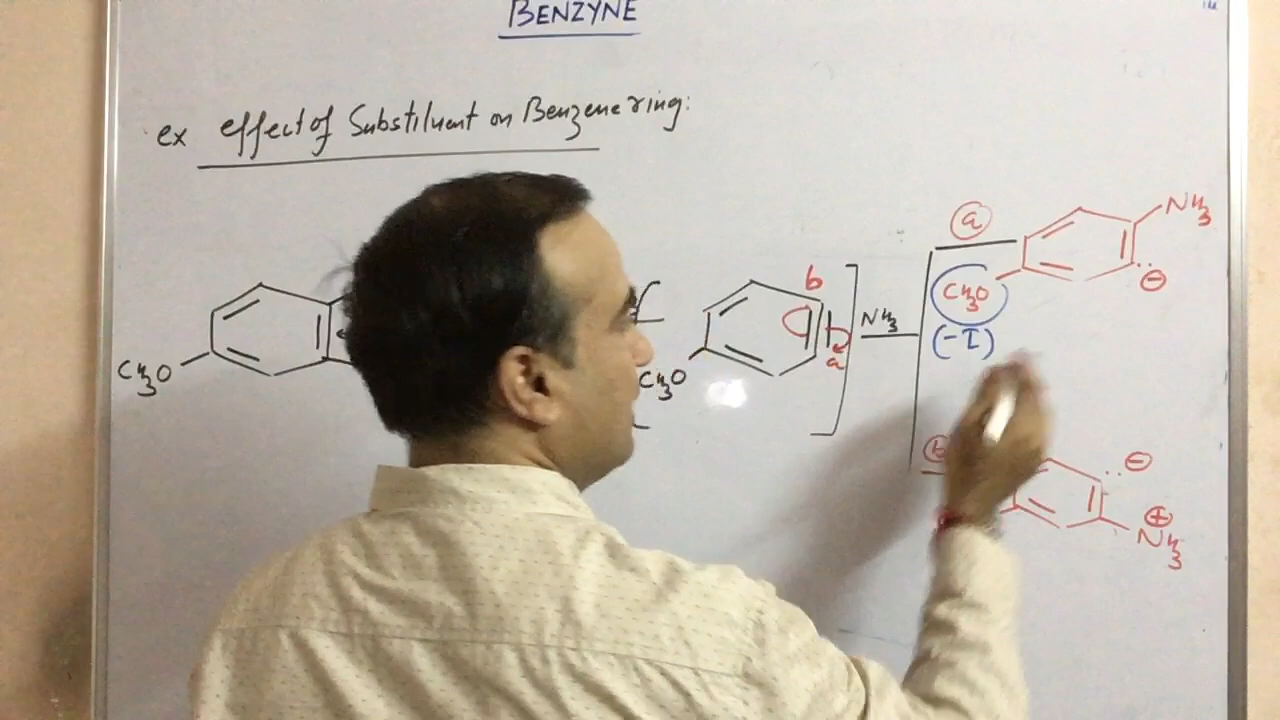 BENZYNE
ex effect of Substituent on Benzene ring:
CH3O
CH3O
b
a
NH3
a
NH3
⊖
CH3O
(-I)
b
⊖
⊕
NH3